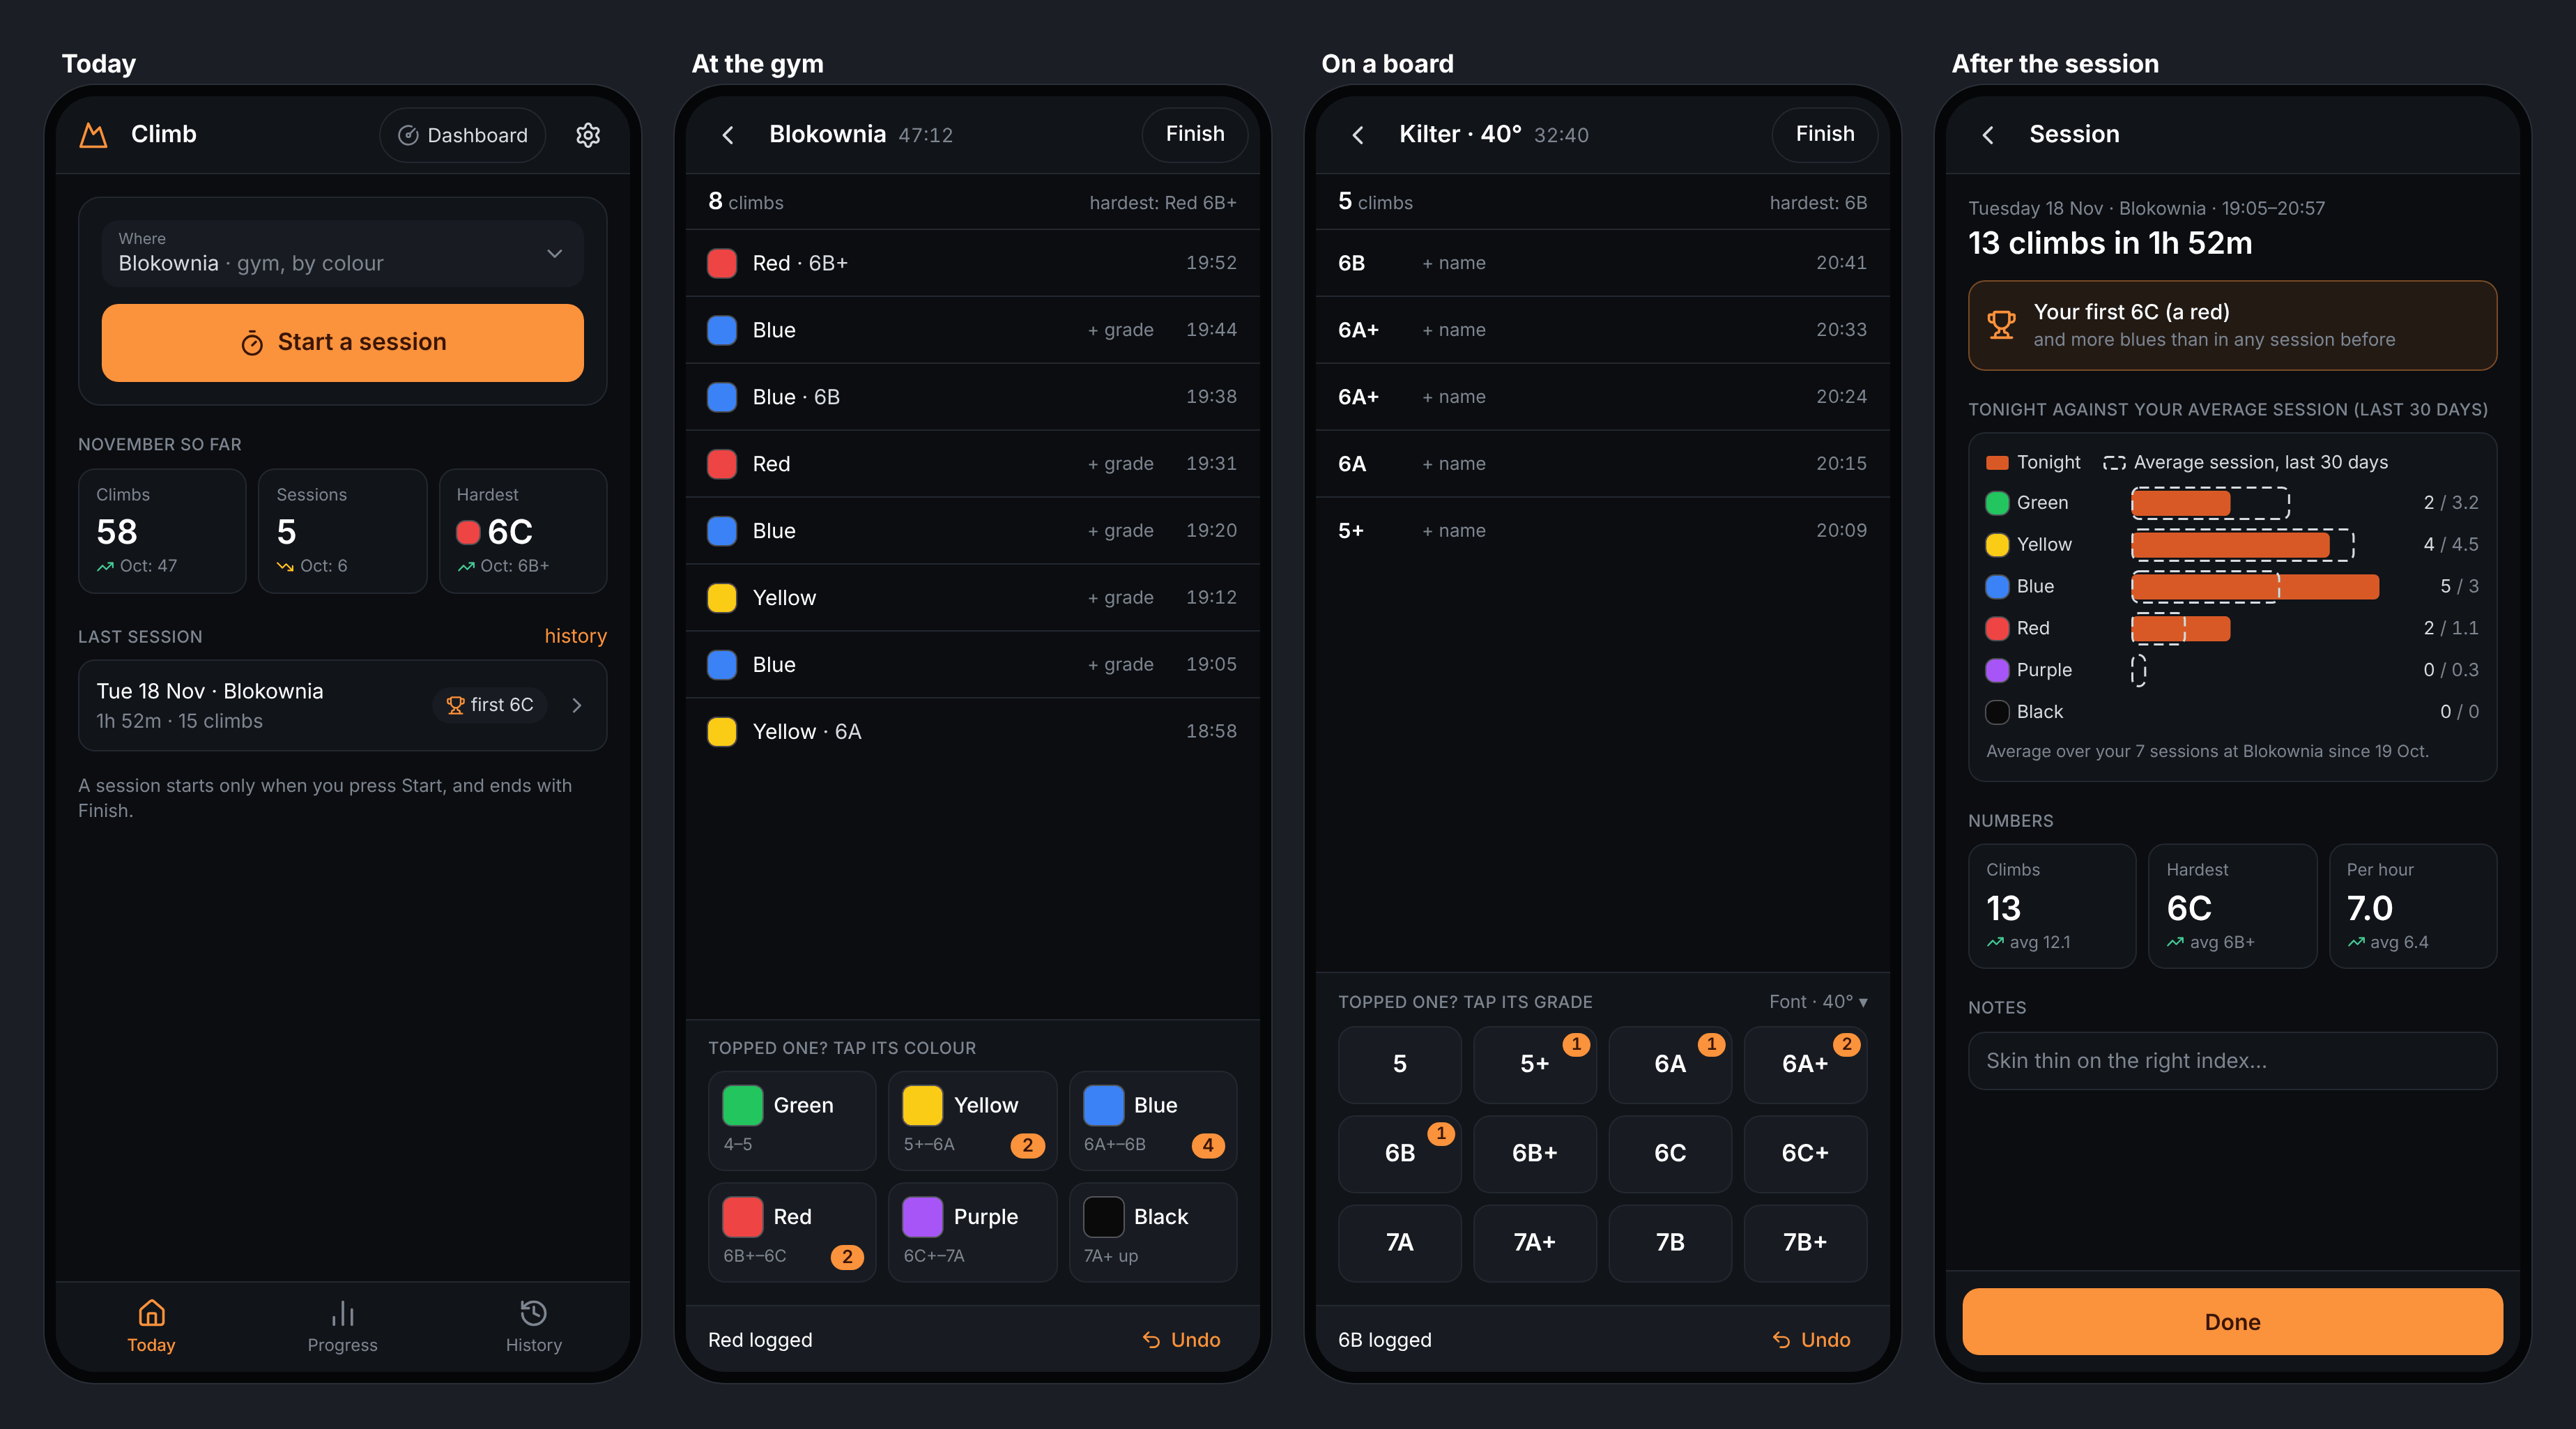 Today
Climb
Dashboard
Where
Blokownia · gym, by colour
Start a session
NOVEMBER SO FAR
Climbs
58
Oct: 47
Sessions
5
Oct: 6
Hardest
6C
Oct: 6B+
LAST SESSION
history
Tue 18 Nov · Blokownia
1h 52m · 15 climbs
first 6C
A session starts only when you press Start, and ends with
Finish.
Today
Progress
History
At the gym
Blokownia 47:12
Finish
8 climbs
hardest: Red 6B+
Red · 6B+ 19:52
Blue + grade 19:44
Blue · 6B 19:38
Red + grade 19:31
Blue + grade 19:20
Yellow + grade 19:12
Blue + grade 19:05
Yellow · 6A 18:58
TOPPED ONE? TAP ITS COLOUR
Green
4–5
Yellow
5+–6A 2
Blue
6A+–6B 4
Red
6B+–6C 2
Purple
6C+–7A
Black
7A+ up
Red logged
Undo
On a board
Kilter · 40° 32:40
Finish
5 climbs
hardest: 6B
6B + name 20:41
6A+ + name 20:33
6A+ + name 20:24
6A + name 20:15
5+ + name 20:09
TOPPED ONE? TAP ITS GRADE
Font · 40° ▾
5
5+ 1
6A 1
6A+ 2
6B 1
6B+
6C
6C+
7A
7A+
7B
7B+
6B logged
Undo
After the session
Session
Tuesday 18 Nov · Blokownia · 19:05–20:57
13 climbs in 1h 52m
Your first 6C (a red)
and more blues than in any session before
TONIGHT AGAINST YOUR AVERAGE SESSION (LAST 30 DAYS)
Tonight
Average session, last 30 days
Green 2 / 3.2
Yellow 4 / 4.5
Blue 5 / 3
Red 2 / 1.1
Purple 0 / 0.3
Black 0 / 0
Average over your 7 sessions at Blokownia since 19 Oct.
NUMBERS
Climbs
13
avg 12.1
Hardest
6C
avg 6B+
Per hour
7.0
avg 6.4
NOTES
Skin thin on the right index...
Done